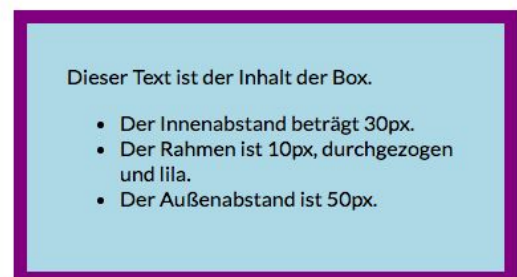 Dieser Text ist der Inhalt der Box.
• Der Innenabstand beträgt 30px.
• Der Rahmen ist 10px, durchgezogen
und lila.
• Der Außenabstand ist 50px.